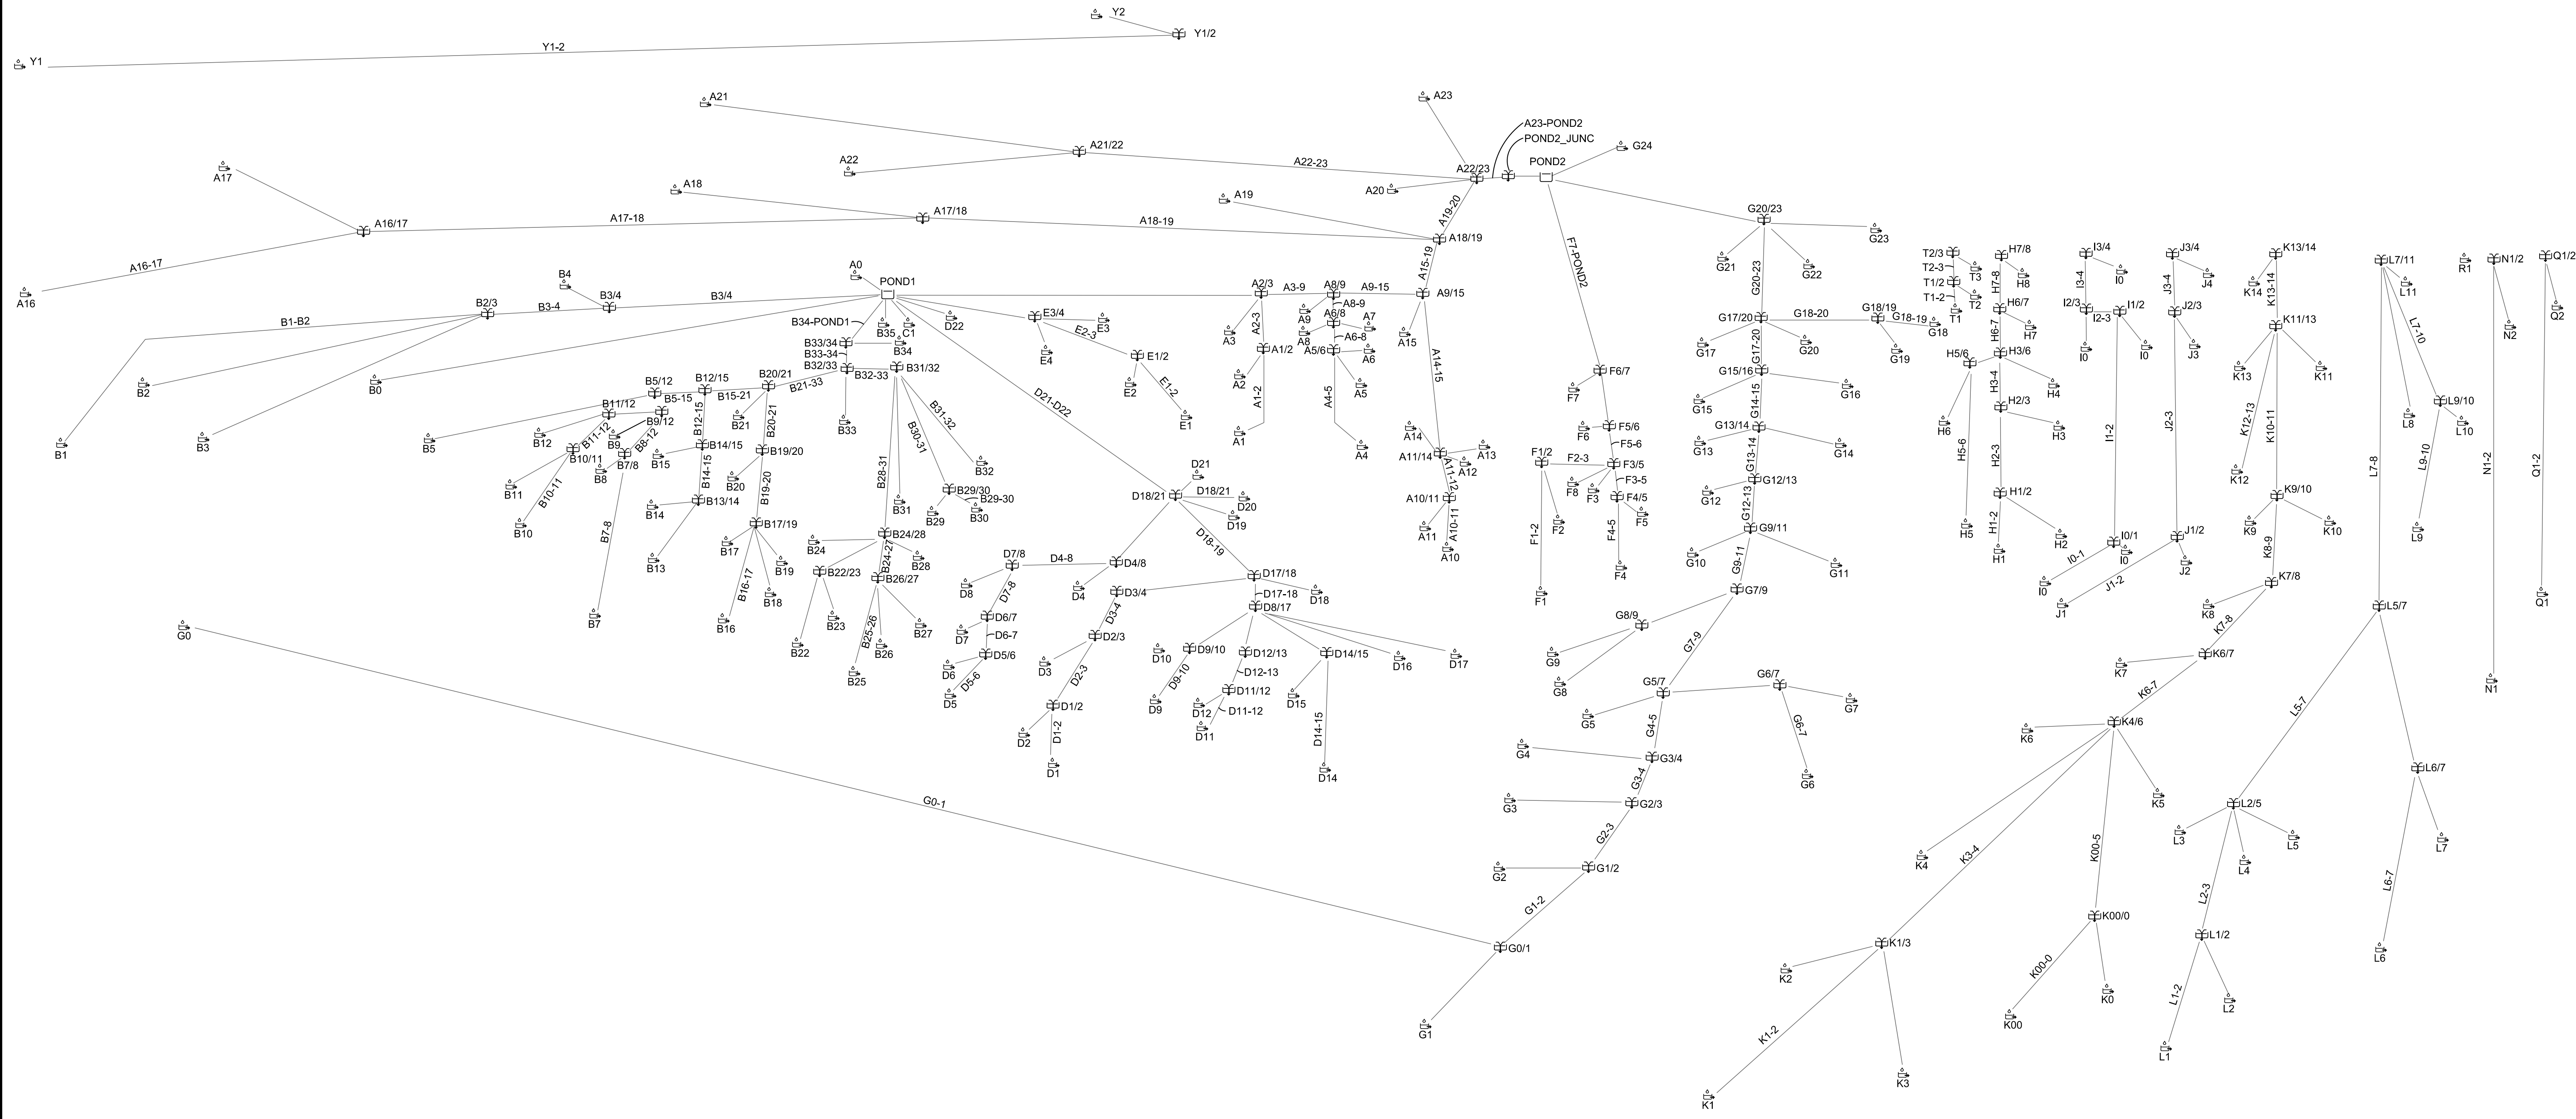 Y2
Y1/2
Y1-2
Y1
A21
A23
A23-POND2
POND2_JUNC
A21/22
A22
A22-23
A22/23
POND2
G24
A17
A18
A19
A20
A19-20
A16/17
A17-18
A17/18
A18-19
A18/19
G20/23
G23
G21
G22
A16-17
A16
A15-19
F7-POND2
G20-23
B4
A0
POND1
B2/3
B3-4
B3/4
B3/4
B1-B2
B34-POND1
B35
C1
D22
E3/4
E3
E2-3
E4
E1/2
E2
E1-2
E1
A2/3
A3-9
A8/9
A9-15
A9/15
A3
A2-3
A1/2
A2
A1-2
A1
A9
A8-9
A6/8
A7
A8
A6-8
A5/6
A6
A5
A4-5
A4
A15
A14-15
G17/20
G18-20
G18/19
G18-19
G18
G17
G20
G19
G17-20
G15/16
G15
G16
G14-15
G13/14
G13
G14
G13-14
G12/13
G12
G12-13
G9/11
G10
G11
G9-11
G7/9
T2/3
T2-3
T3
T1/2
T1-2
T2
T1
H7/8
H8
H7-8
H6/7
H7
H6-7
H5/6
H3/6
H4
H3-4
H2/3
H3
H6
H5-6
H5
H2-3
H1/2
H1-2
H2
H1
I3/4
I0
I3-4
I2/3
I1/2
I2-3
I0
I0
I1-2
I0/1
I0
I0-1
I0
J3/4
J4
J3-4
J2/3
J3
J2-3
J1/2
J2
J1-2
J1
K13/14
K14
K13-14
K11/13
K13
K11
K12-13
K10-11
K12
K9/10
K9
K10
K8-9
K7/8
K8
K7-8
K6/7
K7
K6-7
K4/6
K6
K5
K4
K3-4
K00-5
K00/0
K1/3
K2
K00-0
K0
K00
K1-2
K3
K1
L7/11
L11
L7-10
L9/10
L8
L10
L7-8
L9-10
L9
L5/7
L5-7
L6/7
L2/5
L3
L5
L4
L7
L2-3
L6-7
L1/2
L6
L1-2
L2
L1
R1
N1/2
N2
N1-2
N1
Q1/2
Q2
Q1-2
Q1
B33/34
B34
B33-34
B32/33
B32-33
B31/32
B20/21
B21-33
B12/15
B15-21
B5/12
B5-15
B11/12
B9/12
B12-15
B21
B20-21
B33
B2
B0
B1
B3
B5
B12
B9
B11-12
B8-12
B14/15
B15
B10/11
B7/8
B8
B14-15
B19/20
B20
B11
B10-11
B10
B14
B13/14
B19-20
B17/19
B17
B19
B18
B16-17
B16
B13
B7-8
B7
B28-31
B30-31
B31-32
B32
B29/30
B29-30
B31
B29
B30
B24
B24/28
B24-27
B28
B22/23
B26/27
B23
B27
B22
B25-26
B26
B25
D21-D22
D21
D18/21
D18/21
D20
D19
D18-19
D7/8
D4-8
D4/8
D8
D7-8
D4
D3/4
D17/18
D17-18
D18
D8/17
D6/7
D7
D6-7
D5/6
D6
D5-6
D5
D3-4
D2/3
D3
D2-3
D1/2
D2
D1-2
D1
D10
D9/10
D9-10
D9
D12/13
D12-13
D11/12
D12
D11-12
D11
D14/15
D15
D14-15
D14
D16
D17
A14
A11/14
A13
A12
A11-12
A10/11
A11
A10-11
A10
F6/7
F7
F5/6
F6
F5-6
F1/2
F2-3
F3/5
F8
F3
F3-5
F4/5
F5
F1-2
F2
F4-5
F1
F4
G8/9
G9
G8
G7-9
G5/7
G6/7
G5
G7
G6-7
G6
G4-5
G4
G3/4
G3-4
G3
G2/3
G2-3
G2
G1/2
G1-2
G0
G0-1
G0/1
G1